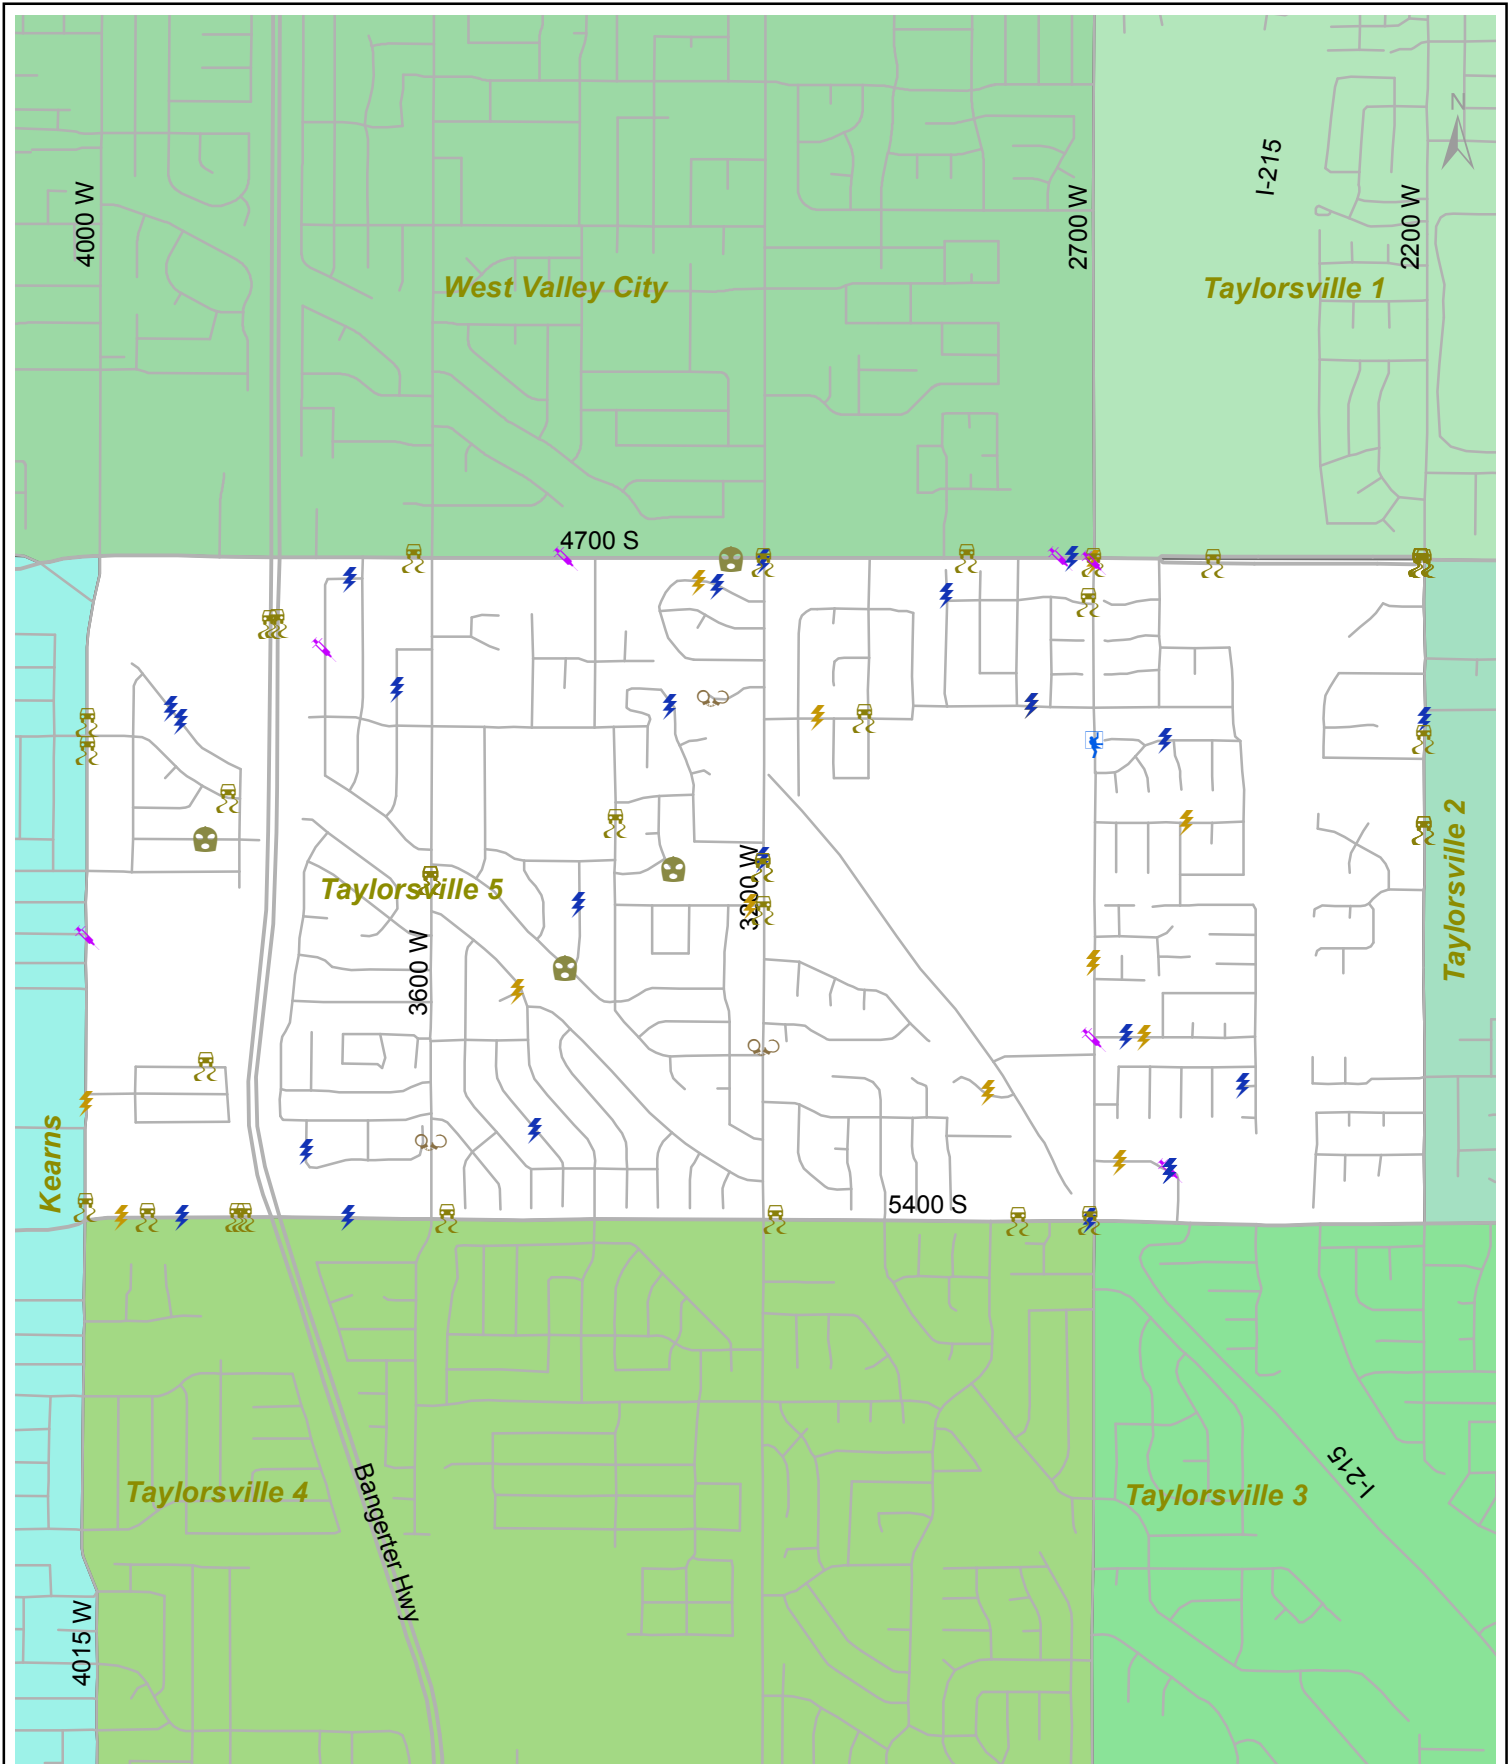 N
I-215
4000 W
2700 W
2200 W
West Valley City
Taylorsville 1
4700 S
Taylorsville 2
Taylorsville 5
3200 W
3600 W
Kearns
5400 S
Taylorsville 4
Bangerter Hwy
Taylorsville 3
I-215
4015 W